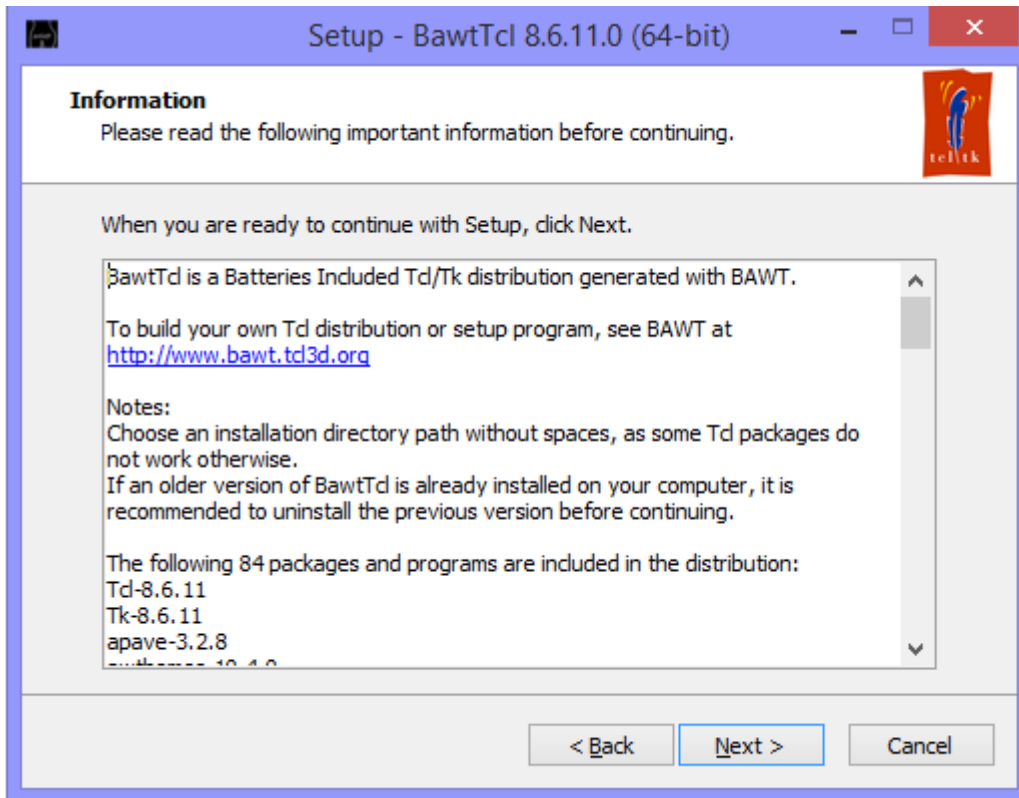 Setup - BawtTcl 8.6.11.0 (64-bit)
Information
Please read the following important information before continuing.
tcl\tk
When you are ready to continue with Setup, click Next.
BawtTcl is a Batteries Included Tcl/Tk distribution generated with BAWT.
To build your own Tcl distribution or setup program, see BAWT at
http://www.bawt.tcl3d.org
Notes:
Choose an installation directory path without spaces, as some Tcl packages do
not work otherwise.
If an older version of BawtTcl is already installed on your computer, it is
recommended to uninstall the previous version before continuing.
The following 84 packages and programs are included in the distribution:
Tcl-8.6.11
Tk-8.6.11
apave-3.2.8
< Back
Next >
Cancel